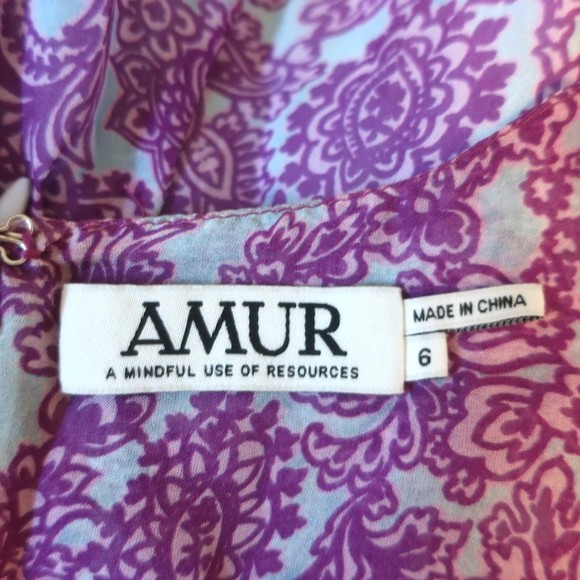 AMUR
A MINDFUL USE OF RESOURCES
MADE IN CHINA
6